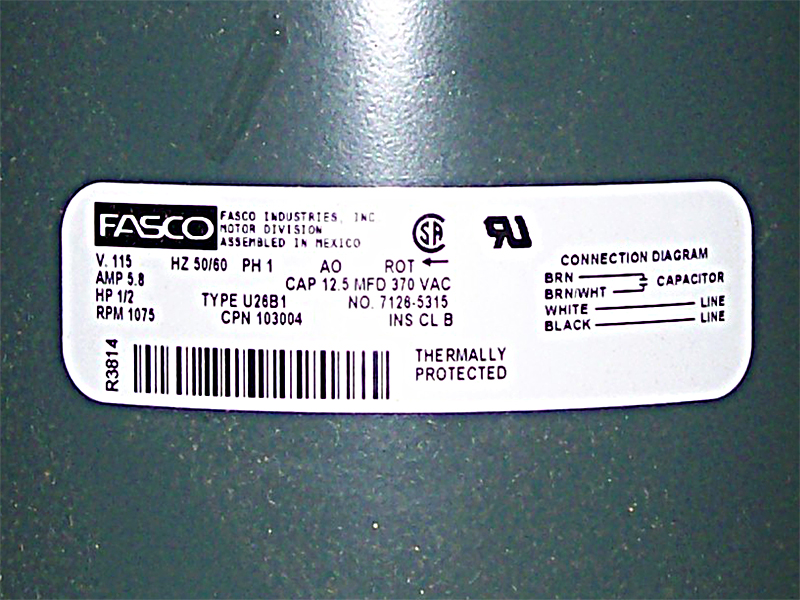 FASCO
FASCO INDUSTRIES, INC.
MOTOR DIVISION
ASSEMBLED IN MEXICO
V. 115 HZ 50/60 PH 1 AO ROT ←
AMP 5.8 CAP 12.5 MFD 370 VAC
HP 1/2 TYPE U26B1 NO. 7126-5315
RPM 1075 CPN 103004 INS CL B
R3814
THERMALLY
PROTECTED
SA
RU
CONNECTION DIAGRAM
BRN
BRN/WHT CAPACITOR
WHITE LINE
BLACK LINE